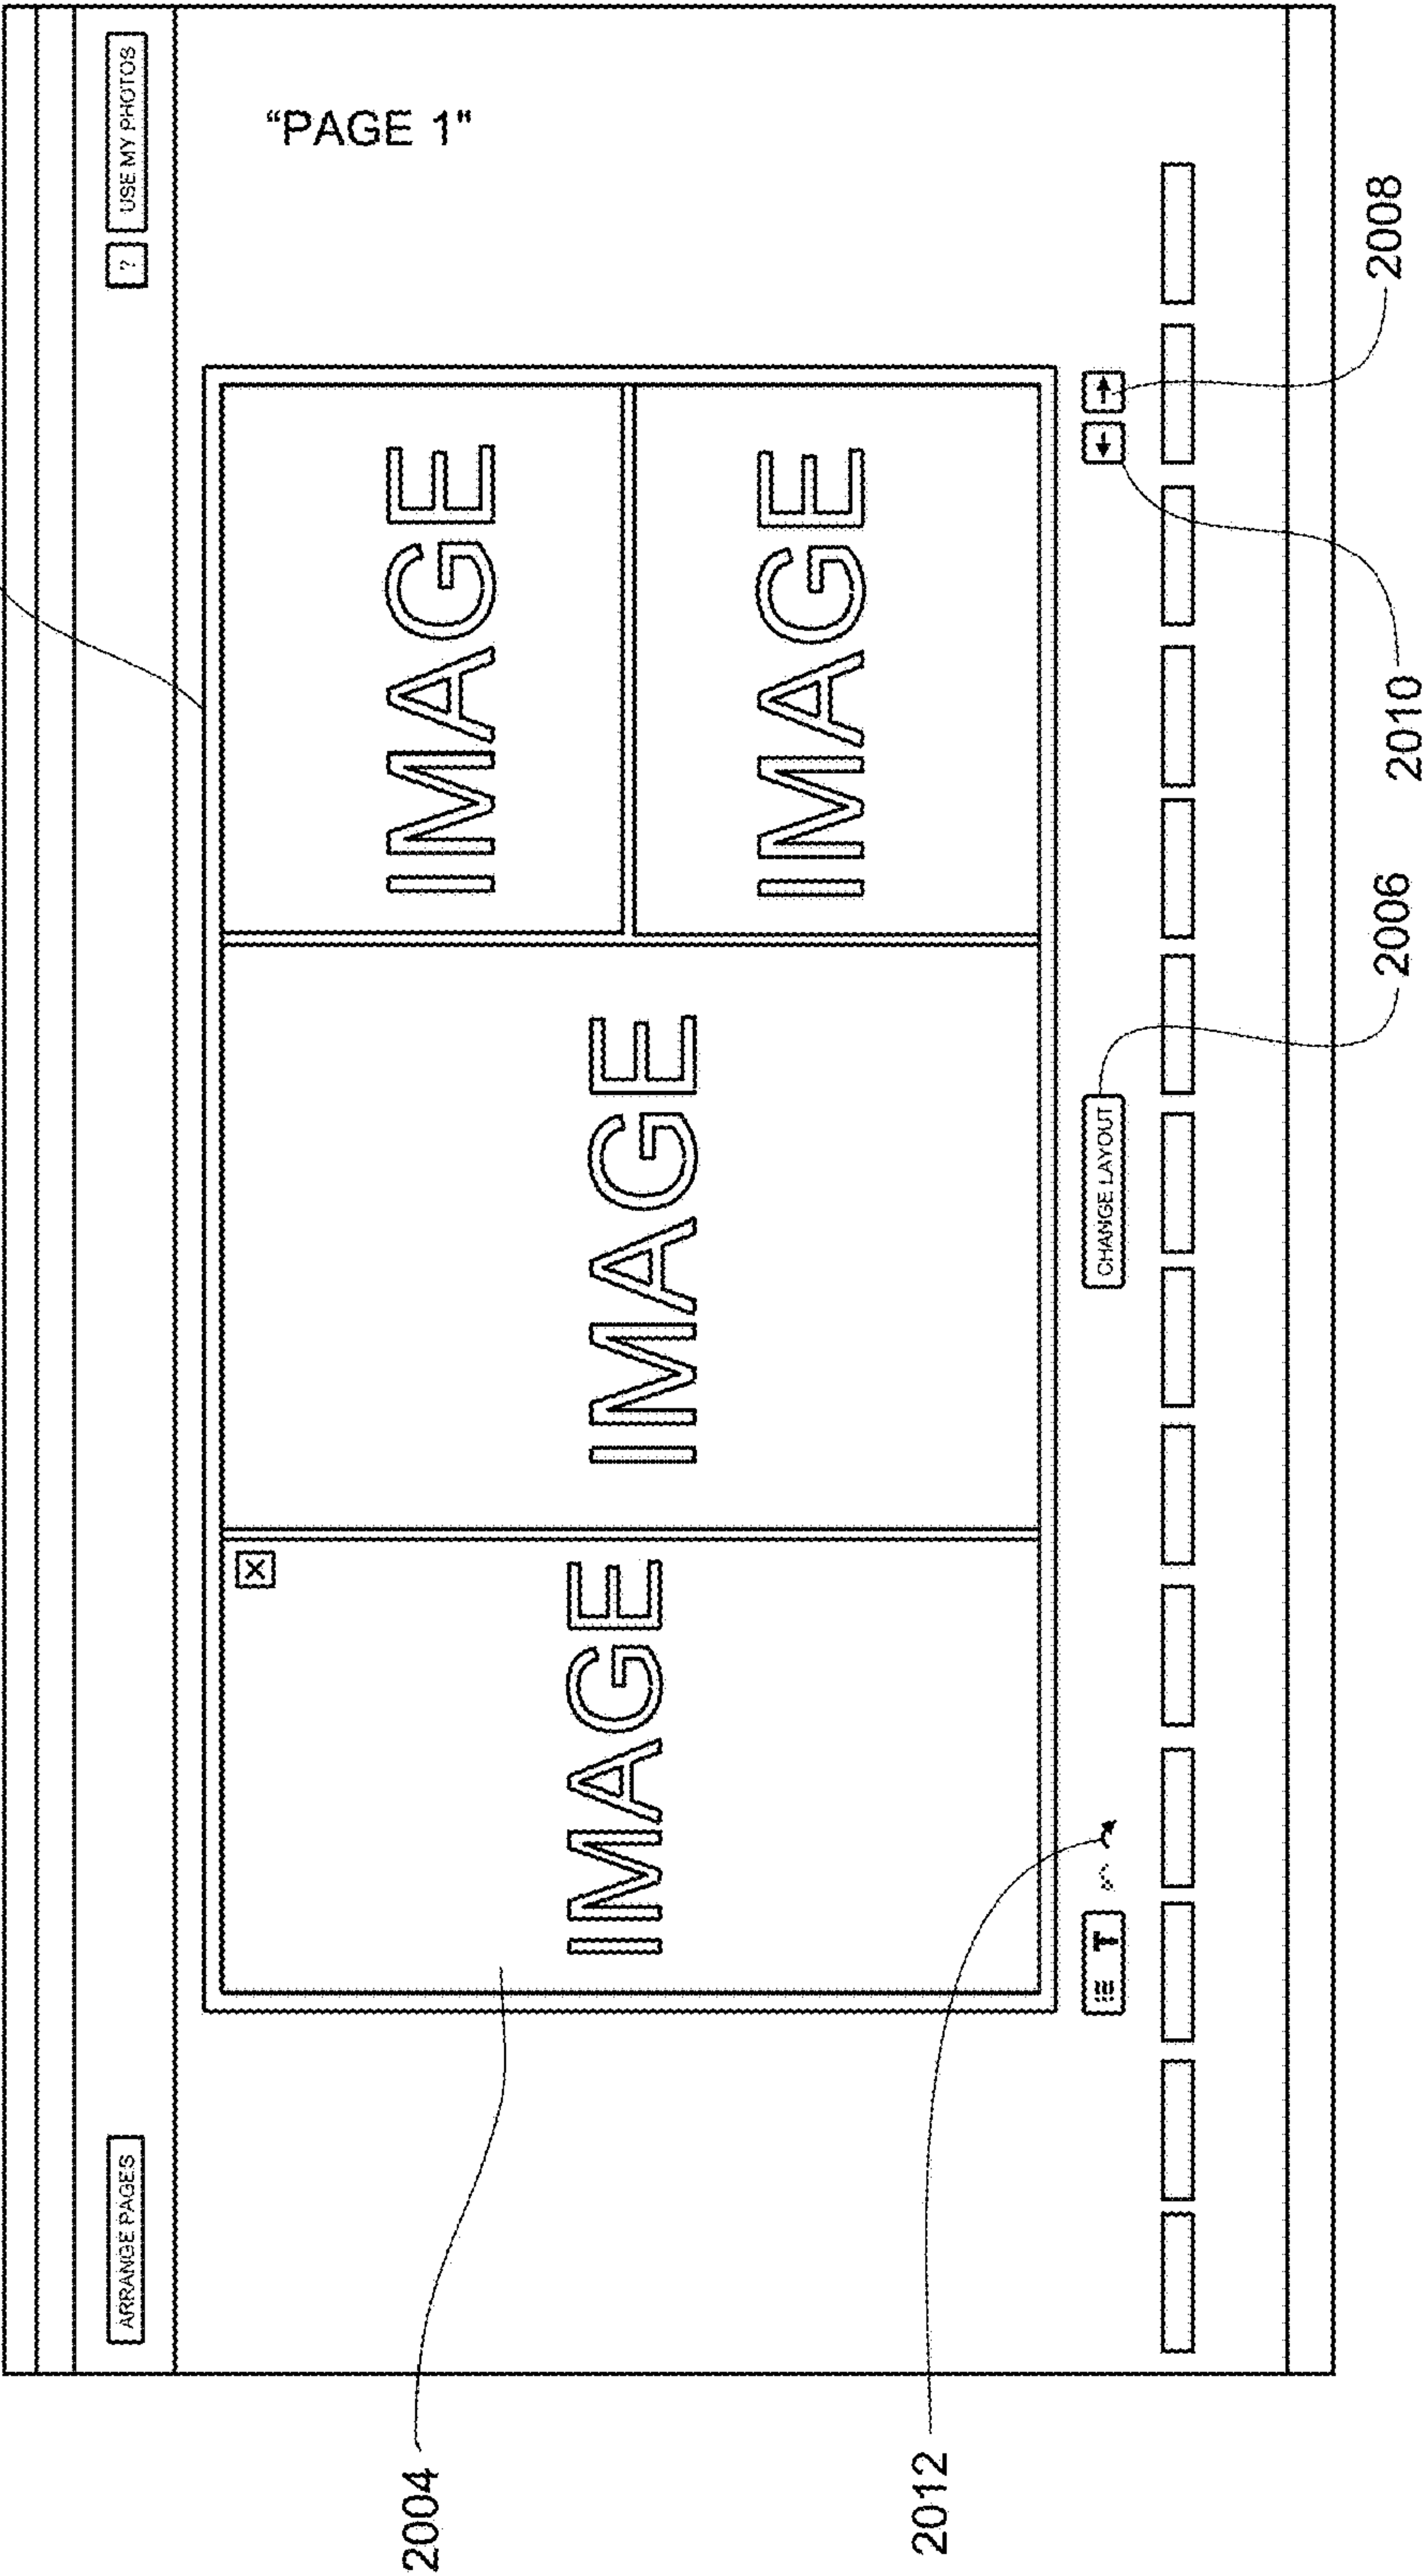 ARRANGE PAGES
? USE MY PHOTOS
"PAGE 1"
X
IMAGE
IMAGE
IMAGE
IMAGE
2004
T
CHANGE LAYOUT
2012
2006
2010
2008